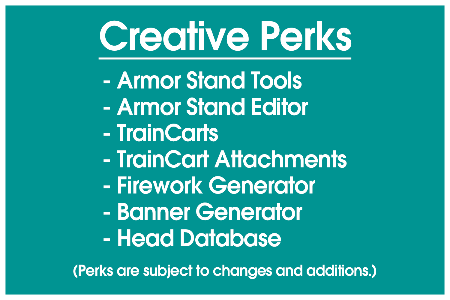 Creative Perks
- Armor Stand Tools
- Armor Stand Editor
- TrainCarts
- TrainCart Attachments
- Firework Generator
- Banner Generator
- Head Database
(Perks are subject to changes and additions.)